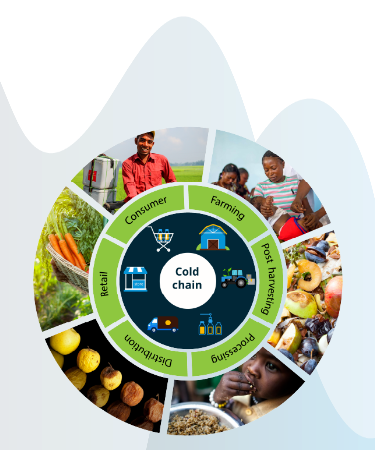 Cold
chain
Farming
Post harvesting
Processing
Distribution
Retail
Consumer